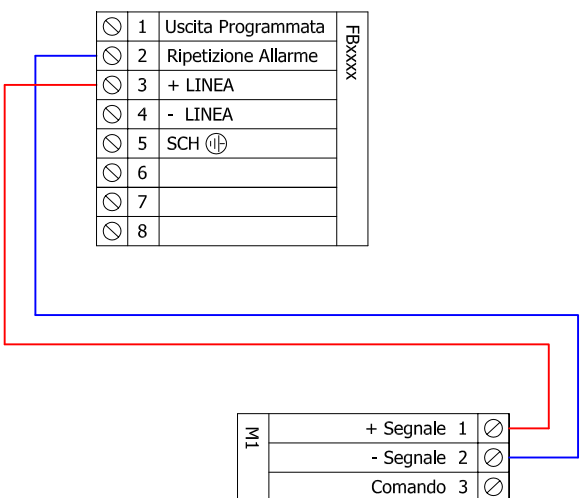 1 Uscita Programmata
2 Ripetizione Allarme
3 + LINEA
4 - LINEA
5 SCH
6
7
8
FBxxxx
M1
+ Segnale 1
- Segnale 2
Comando 3